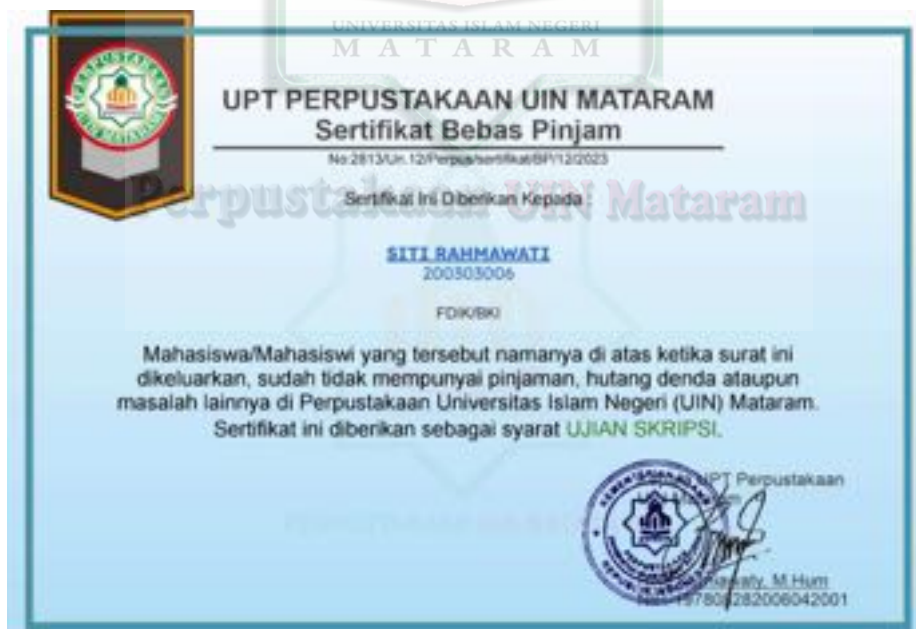 UNIVERSITAS ISLAM NEGERI
MATARAM
UPT PERPUSTAKAAN UIN MATARAM
Sertifikat Bebas Pinjam
No:2813/Un.12/Perpus/sertifikat/BP/12/2023
Perpustakaan UIN Mataram
Sertifikat Ini Diberikan Kepada :
SITI RAHMAWATI
200303006
FDIK/BKI
Mahasiswa/Mahasiswi yang tersebut namanya di atas ketika surat ini
dikeluarkan, sudah tidak mempunyai pinjaman, hutang denda ataupun
masalah lainnya di Perpustakaan Universitas Islam Negeri (UIN) Mataram.
Sertifikat ini diberikan sebagai syarat UJIAN SKRIPSI.
UPT Perpustakaan
M.Hum
197808282006042001